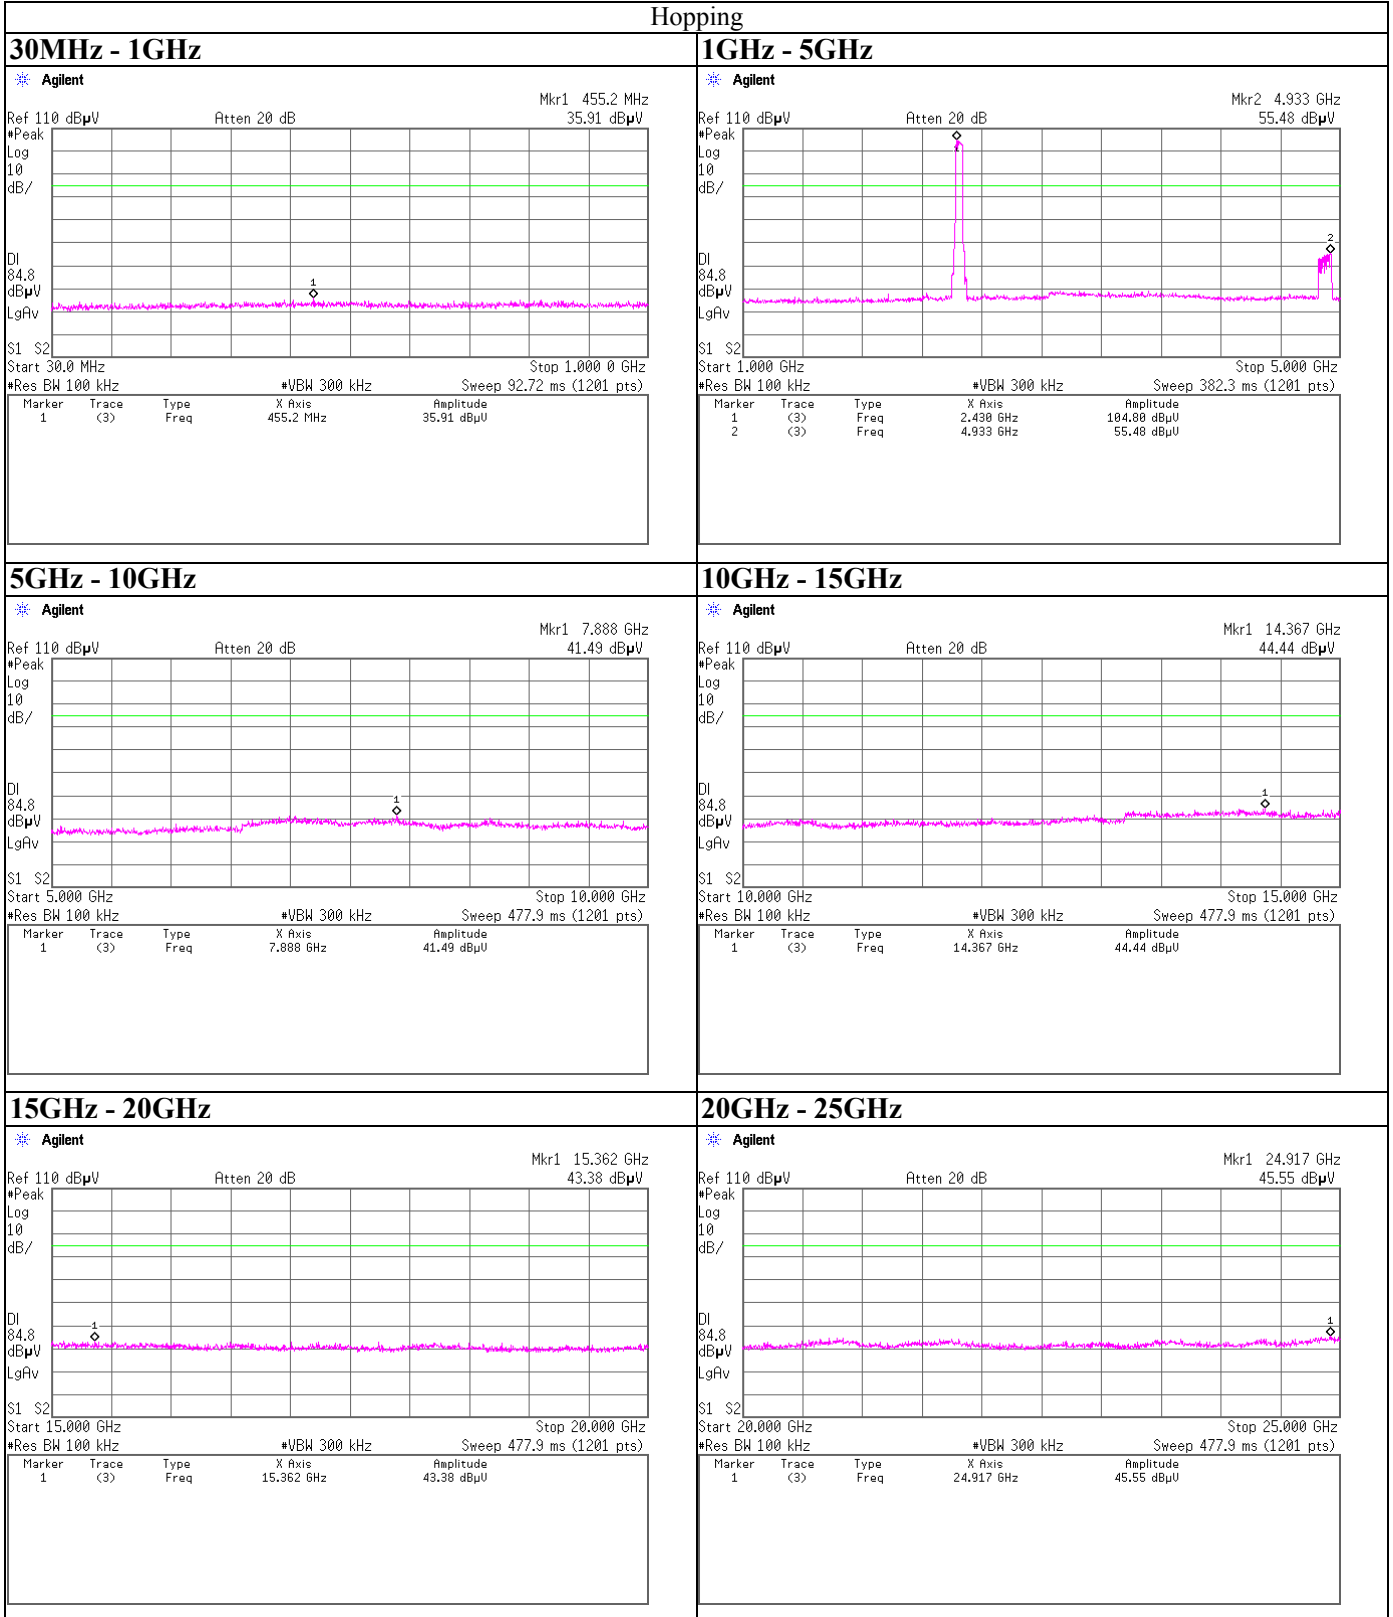 Hopping
30MHz - 1GHz
Agilent
Mkr1 455.2 MHz
Ref 110 dBµV Atten 20 dB 35.91 dBµV
#Peak
Log
10
dB/
1
DI
84.8
dBµV
LgAv
S1 S2
Start 30.0 MHz Stop 1.000 0 GHz
#Res BW 100 kHz #VBW 300 kHz Sweep 92.72 ms (1201 pts)
Marker Trace Type X Axis Amplitude
1 (3) Freq 455.2 MHz 35.91 dBµV
1GHz - 5GHz
Agilent
Mkr2 4.933 GHz
Ref 110 dBµV Atten 20 dB 55.48 dBµV
#Peak
Log
10
dB/
2
DI
84.8
dBµV
LgAv
S1 S2
Start 1.000 GHz Stop 5.000 GHz
#Res BW 100 kHz #VBW 300 kHz Sweep 382.3 ms (1201 pts)
Marker Trace Type X Axis Amplitude
1 (3) Freq 2.430 GHz 104.80 dBµV
2 (3) Freq 4.933 GHz 55.48 dBµV
5GHz - 10GHz
Agilent
Mkr1 7.888 GHz
Ref 110 dBµV Atten 20 dB 41.49 dBµV
#Peak
Log
10
dB/
1
DI
84.8
dBµV
LgAv
S1 S2
Start 5.000 GHz Stop 10.000 GHz
#Res BW 100 kHz #VBW 300 kHz Sweep 477.9 ms (1201 pts)
Marker Trace Type X Axis Amplitude
1 (3) Freq 7.888 GHz 41.49 dBµV
10GHz - 15GHz
Agilent
Mkr1 14.367 GHz
Ref 110 dBµV Atten 20 dB 44.44 dBµV
#Peak
Log
10
dB/
1
DI
84.8
dBµV
LgAv
S1 S2
Start 10.000 GHz Stop 15.000 GHz
#Res BW 100 kHz #VBW 300 kHz Sweep 477.9 ms (1201 pts)
Marker Trace Type X Axis Amplitude
1 (3) Freq 14.367 GHz 44.44 dBµV
15GHz - 20GHz
Agilent
Mkr1 15.362 GHz
Ref 110 dBµV Atten 20 dB 43.38 dBµV
#Peak
Log
10
dB/
1
DI
84.8
dBµV
LgAv
S1 S2
Start 15.000 GHz Stop 20.000 GHz
#Res BW 100 kHz #VBW 300 kHz Sweep 477.9 ms (1201 pts)
Marker Trace Type X Axis Amplitude
1 (3) Freq 15.362 GHz 43.38 dBµV
20GHz - 25GHz
Agilent
Mkr1 24.917 GHz
Ref 110 dBµV Atten 20 dB 45.55 dBµV
#Peak
Log
10
dB/
1
DI
84.8
dBµV
LgAv
S1 S2
Start 20.000 GHz Stop 25.000 GHz
#Res BW 100 kHz #VBW 300 kHz Sweep 477.9 ms (1201 pts)
Marker Trace Type X Axis Amplitude
1 (3) Freq 24.917 GHz 45.55 dBµV